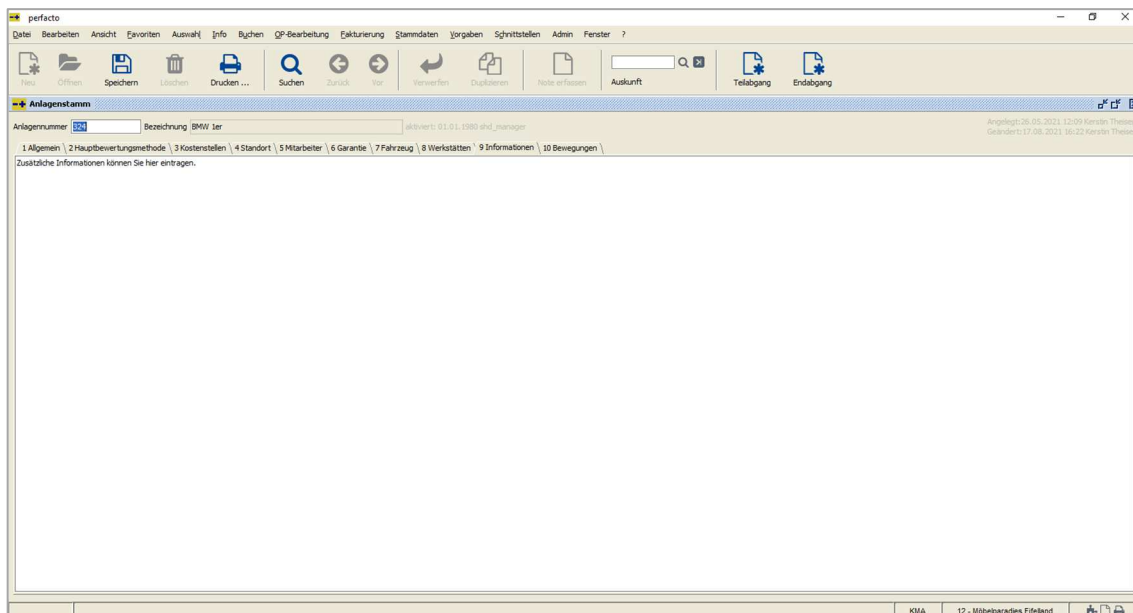 perfacto
Datei Bearbeiten Ansicht Favoriten Auswahl Info Buchen OP-Bearbeitung Fakturierung Stammdaten Vorgaben Schnittstellen Admin Fenster ?
Neu Öffnen Speichern Löschen Drucken ... Suchen Zurück Vor Verwerfen Duplizieren Note erfassen Auskunft Teilabgang Endabgang
Anlagenstamm
Anlagennummer 324 Bezeichnung BMW 1er aktiviert: 01.01.1980 shd_manager
Angelegt:26.05.2021 12:09 Kerstin Theise
Geändert:17.08.2021 16:22 Kerstin Theise
1 Allgemein \ 2 Hauptbewertungsmethode \ 3 Kostenstellen \ 4 Standort \ 5 Mitarbeiter \ 6 Garantie \ 7 Fahrzeug \ 8 Werkstätten \ 9 Informationen \ 10 Bewegungen \
Zusätzliche Informationen können Sie hier eintragen.
KMA 12 - Möbelparadies Eifelland